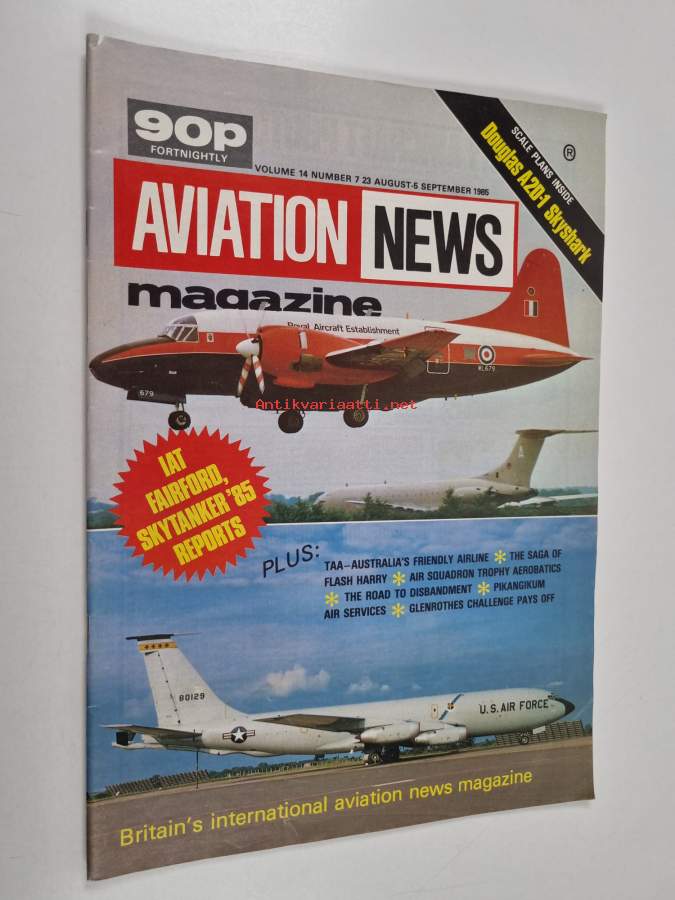 90p
FORTNIGHTLY
VOLUME 14 NUMBER 7 23 AUGUST-5 SEPTEMBER 1985
SCALE PLANS INSIDE
Douglas A2D-1 Skyshark
®
AVIATION NEWS
magazine
Royal Aircraft Establishment
WL679
679
Antikvariaatti.net
A
IAT
FAIRFORD,
SKYTANKER '85
REPORTS
PLUS:
TAA–AUSTRALIA'S FRIENDLY AIRLINE * THE SAGA OF
FLASH HARRY * AIR SQUADRON TROPHY AEROBATICS
* THE ROAD TO DISBANDMENT * PIKANGIKUM
AIR SERVICES * GLENROTHES CHALLENGE PAYS OFF
80129
U.S. AIR FORCE
Britain's international aviation news magazine